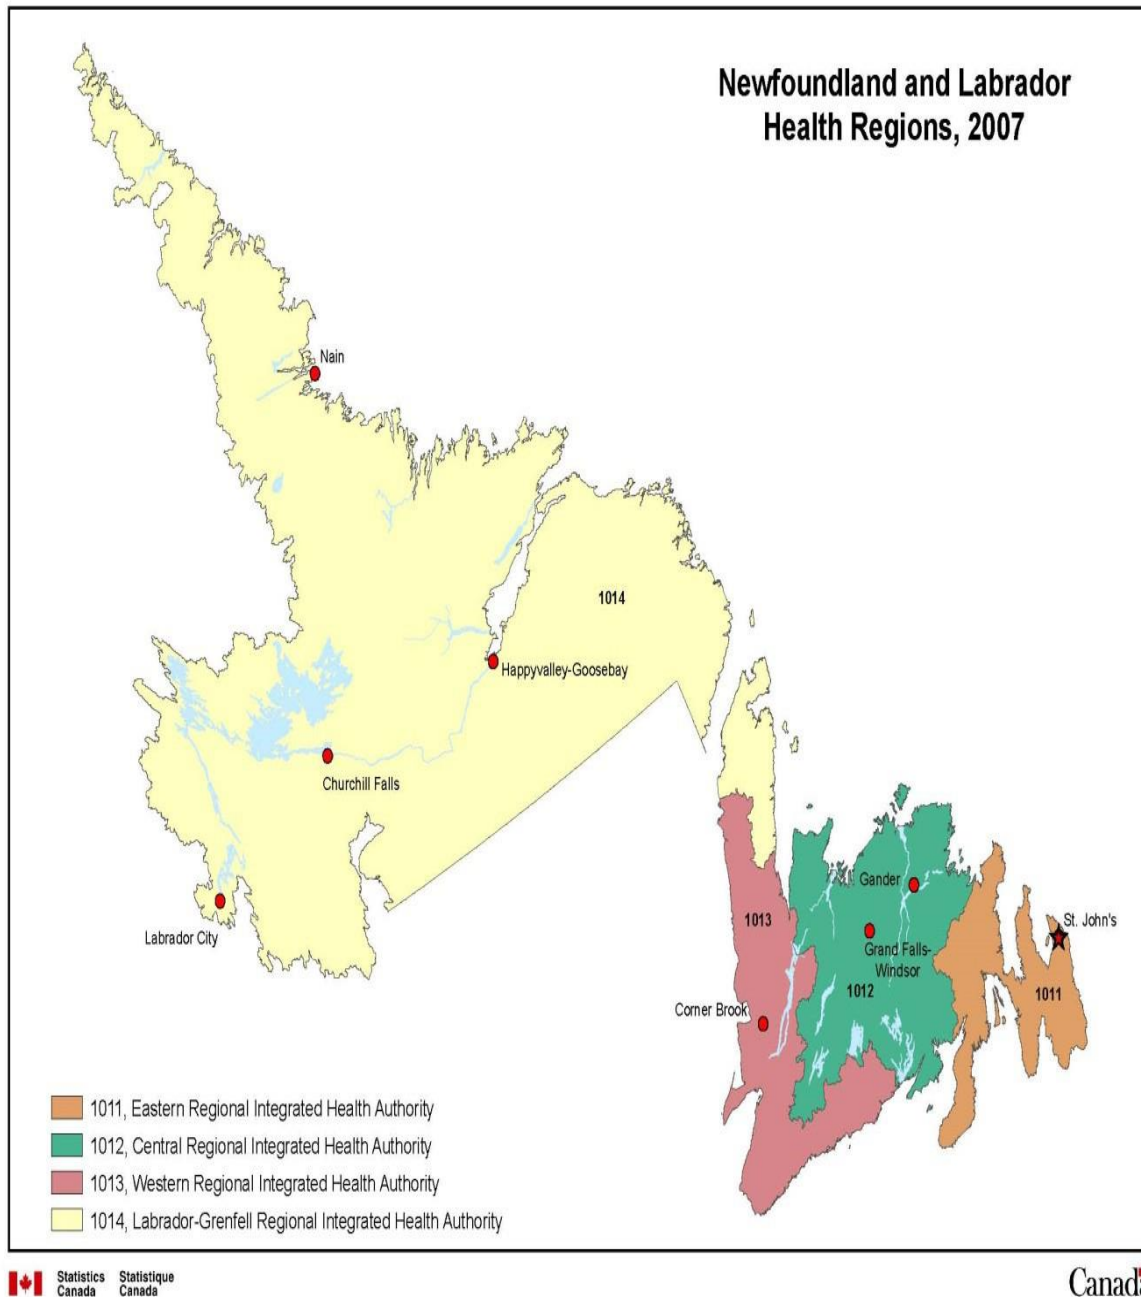 Newfoundland and Labrador
Health Regions, 2007
Nain
1014
Happyvalley-Goosebay
Churchill Falls
Labrador City
Gander
St. John's
1013
Grand Falls-
Windsor
1012
1011
Corner Brook
1011, Eastern Regional Integrated Health Authority
1012, Central Regional Integrated Health Authority
1013, Western Regional Integrated Health Authority
1014, Labrador-Grenfell Regional Integrated Health Authority
Statistics Statistique
Canada Canada
Canada